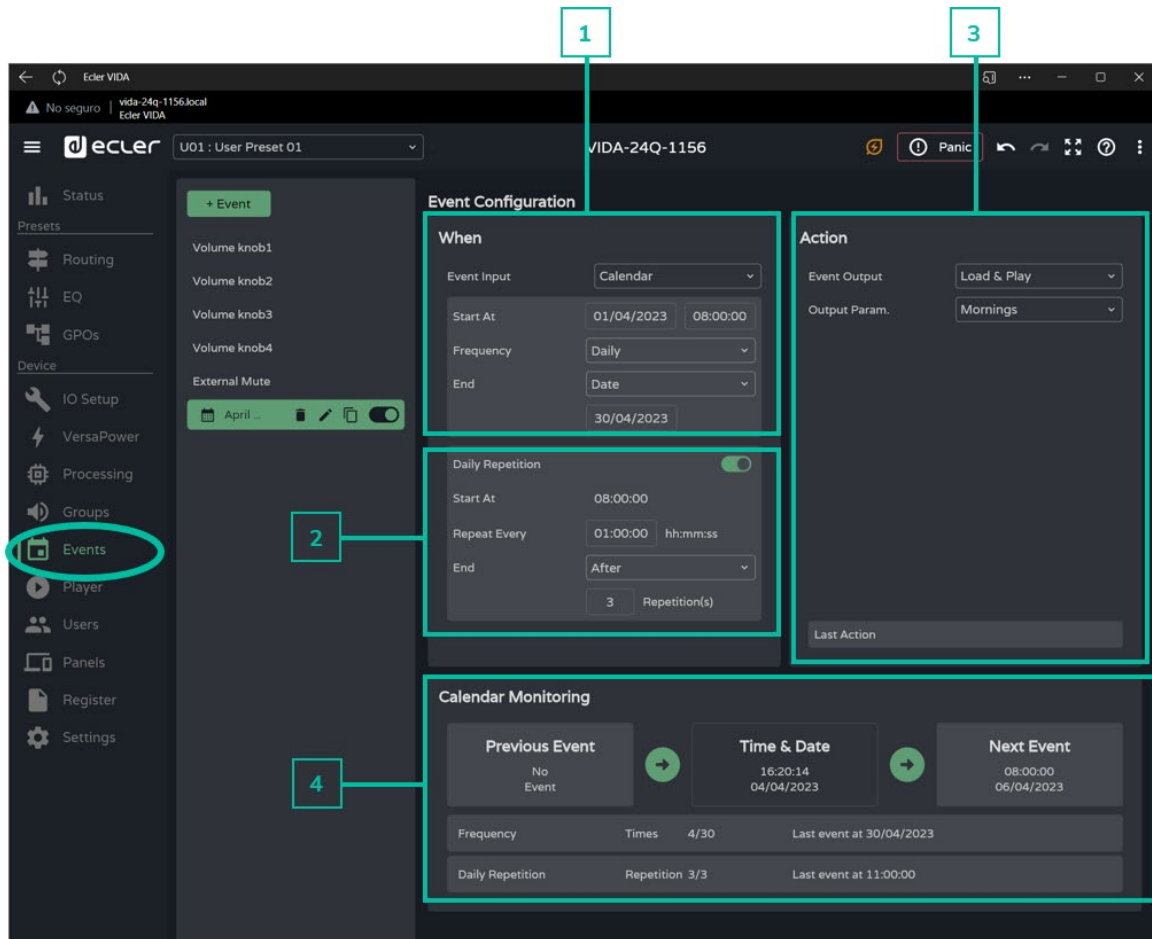 1
3
Ecler VIDA
No seguro | vida-24q-1156.local
Ecler VIDA
ecler
U01 : User Preset 01
VIDA-24Q-1156
Panic
Status
Presets
Routing
EQ
GPOs
Device
IO Setup
VersaPower
Processing
Groups
Events
Player
Users
Panels
Register
Settings
+ Event
Volume knob1
Volume knob2
Volume knob3
Volume knob4
External Mute
April ...
Event Configuration
When
Event Input Calendar
Start At 01/04/2023 08:00:00
Frequency Daily
End Date
30/04/2023
2
Daily Repetition
Start At 08:00:00
Repeat Every 01:00:00 hh:mm:ss
End After
3 Repetition(s)
Action
Event Output Load & Play
Output Param. Mornings
Last Action
4
Calendar Monitoring
Previous Event
No
Event
Time & Date
16:20:14
04/04/2023
Next Event
08:00:00
06/04/2023
Frequency Times 4/30 Last event at 30/04/2023
Daily Repetition Repetition 3/3 Last event at 11:00:00